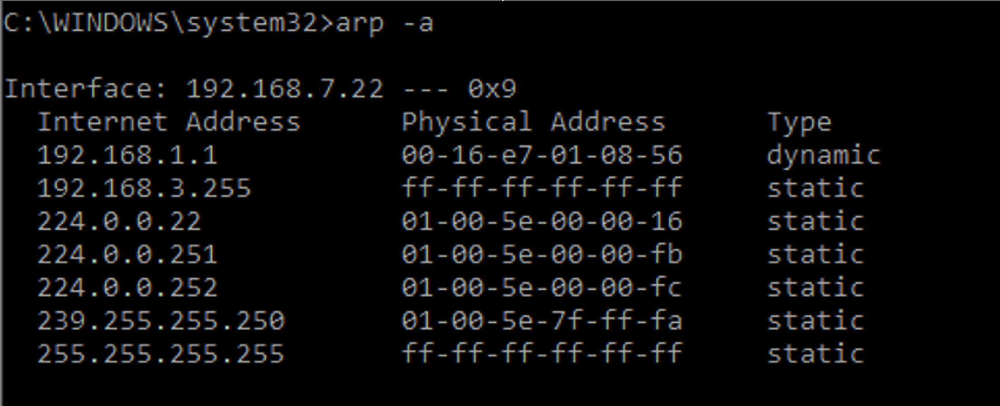 C:\WINDOWS\system32>arp -a
Interface: 192.168.7.22 --- 0x9
Internet Address Physical Address Type
192.168.1.1 00-16-e7-01-08-56 dynamic
192.168.3.255 ff-ff-ff-ff-ff-ff static
224.0.0.22 01-00-5e-00-00-16 static
224.0.0.251 01-00-5e-00-00-fb static
224.0.0.252 01-00-5e-00-00-fc static
239.255.255.250 01-00-5e-7f-ff-fa static
255.255.255.255 ff-ff-ff-ff-ff-ff static